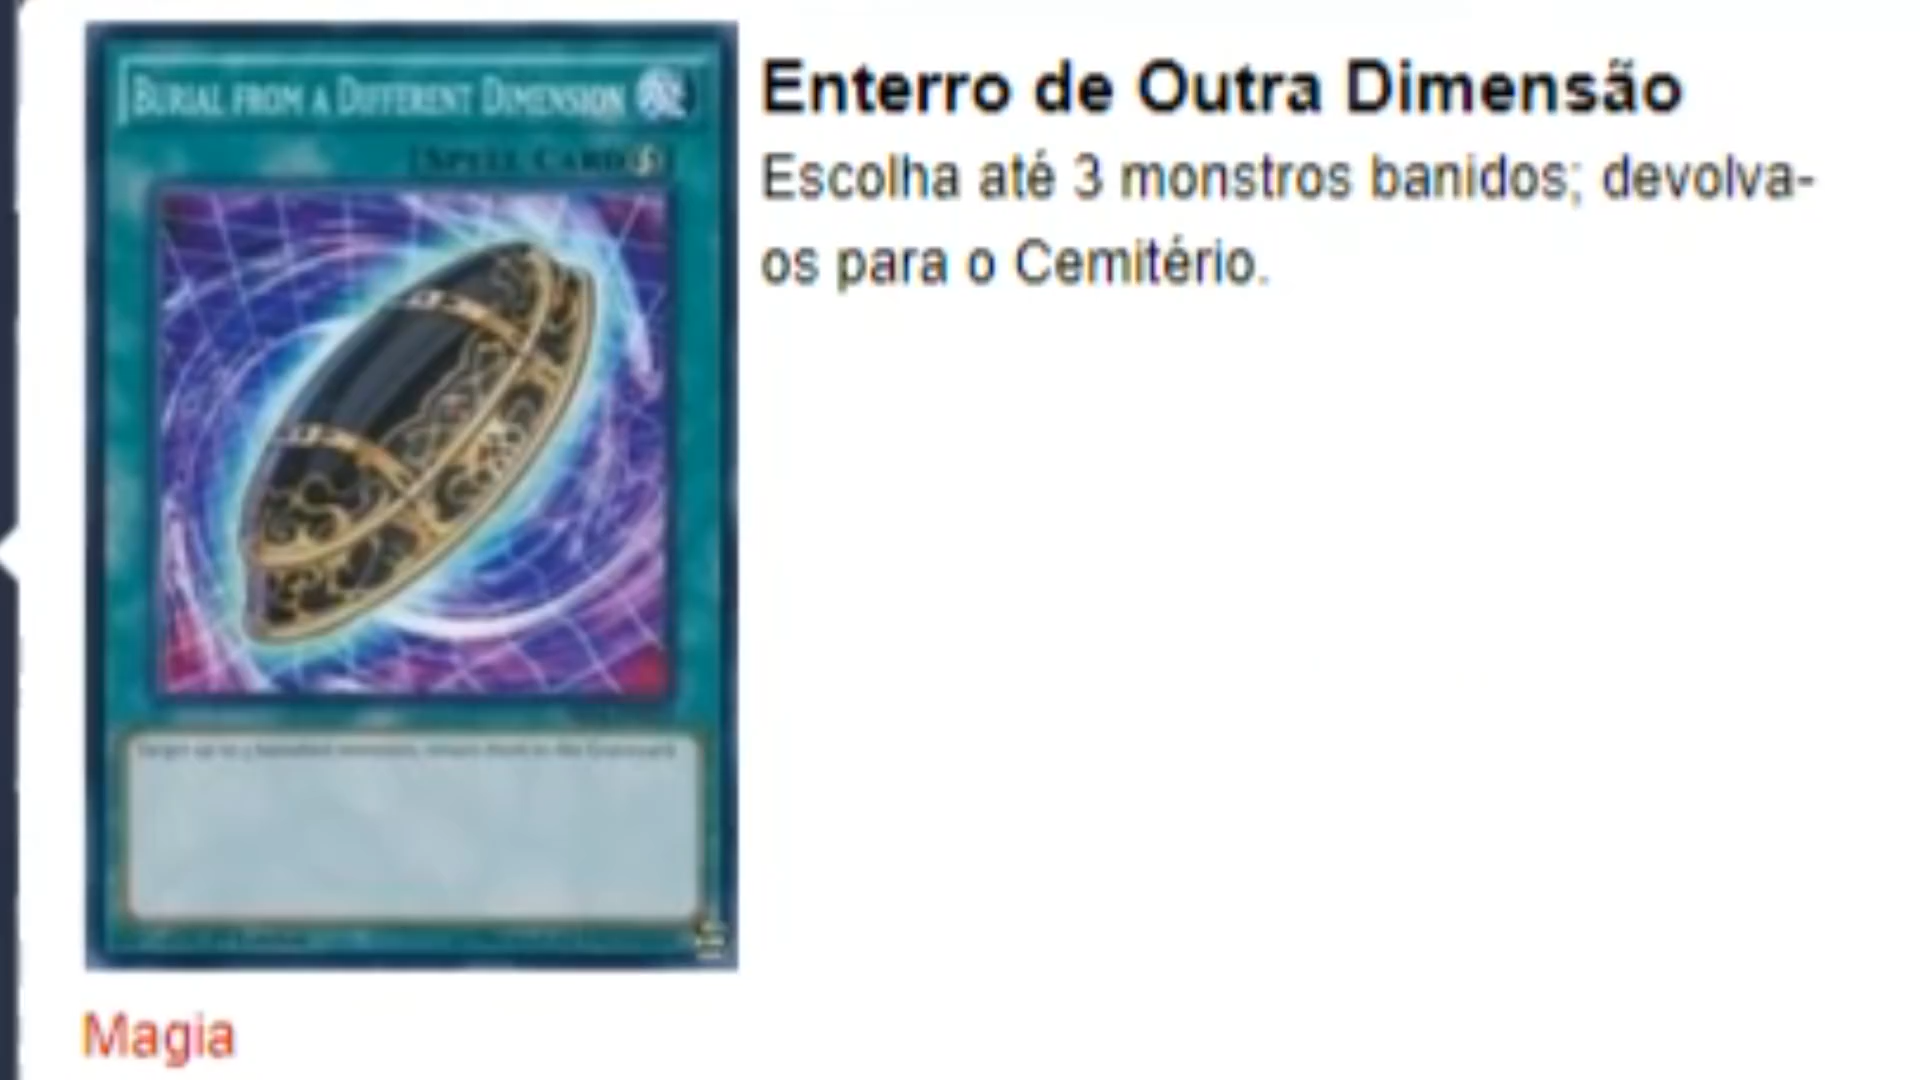 BURIAL FROM A DIFFERENT DIMENSION
[SPELL CARD]
Enterro de Outra Dimensão
Escolha até 3 monstros banidos; devolva-
os para o Cemitério.
Magia